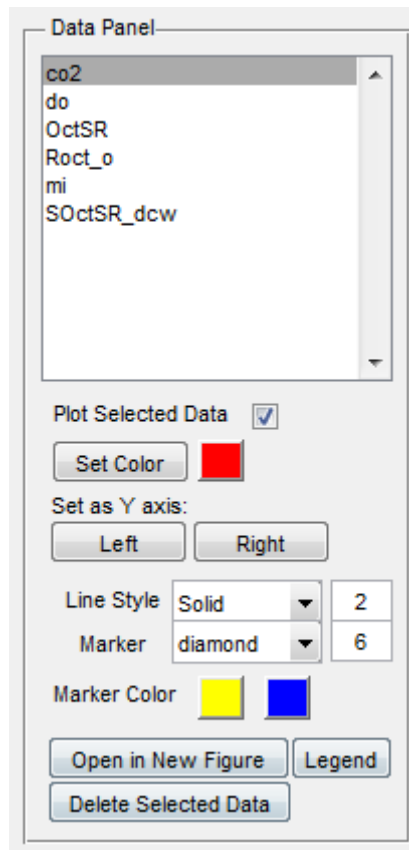 Data Panel
co2
do
OctSR
Roct_o
mi
SOctSR_dcw
Plot Selected Data
Set Color
Set as Y axis:
Left Right
Line Style Solid 2
Marker diamond 6
Marker Color
Open in New Figure Legend
Delete Selected Data